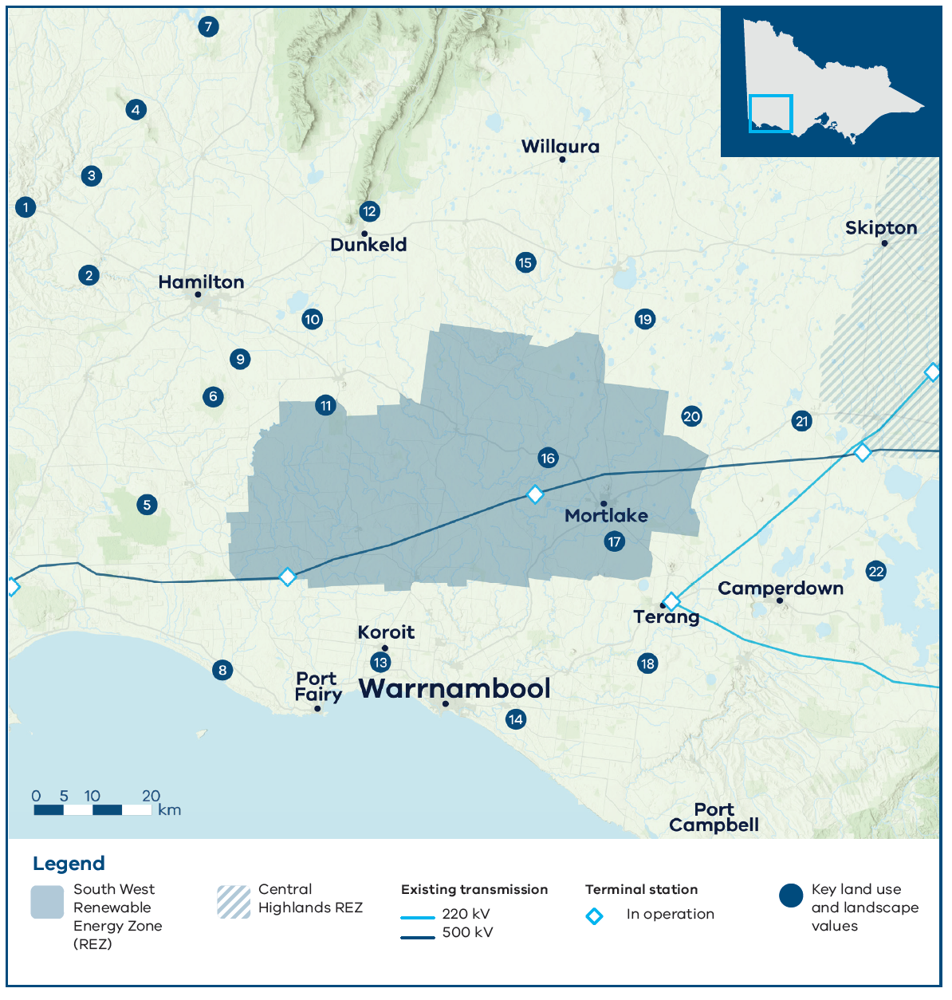 7
4
Willaura
3
1
12
Skipton
Dunkeld
15
2
Hamilton
10
19
9
6
11
20
21
16
5
Mortlake
17
22
Camperdown
Terang
Koroit
13
18
8
Port
Fairy
Warrnambool
14
0 5 10 20
km
Port
Campbell
Legend
South West
Renewable
Energy Zone
(REZ)
Central
Highlands REZ
Existing transmission
220 kV
500 kV
Terminal station
In operation
Key land use
and landscape
values